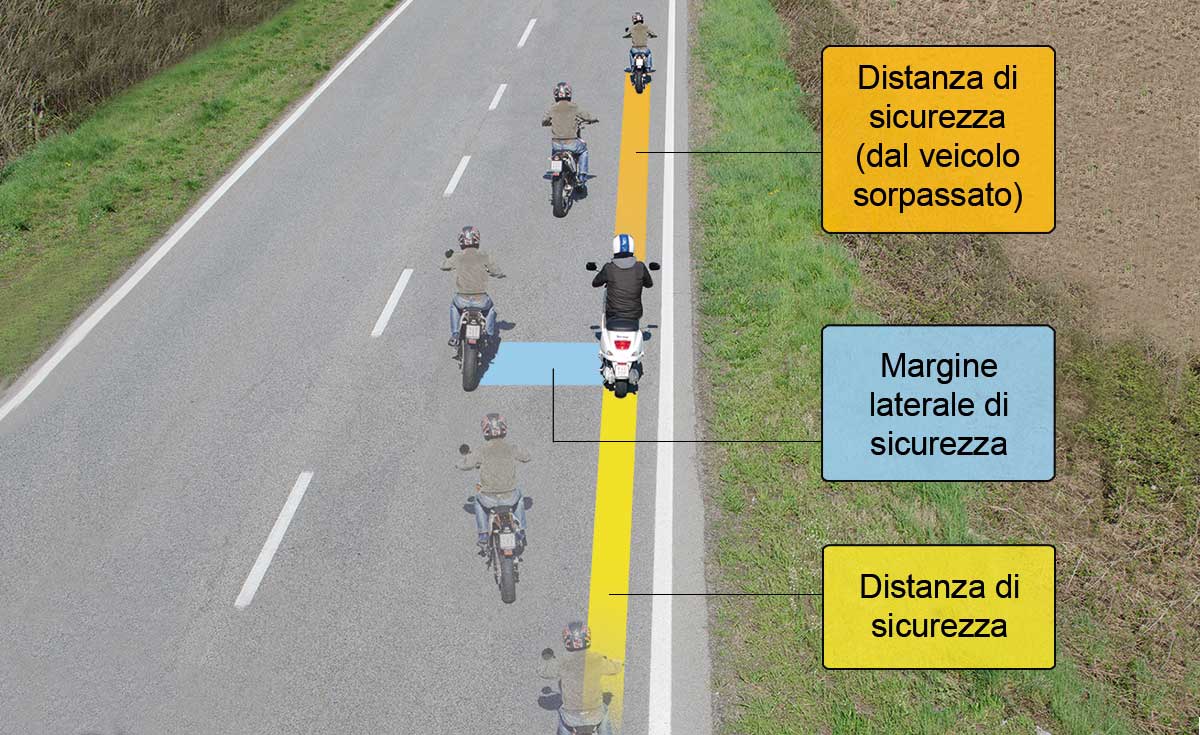 Distanza di
sicurezza
(dal veicolo
sorpassato)
Margine
laterale di
sicurezza
Distanza di
sicurezza